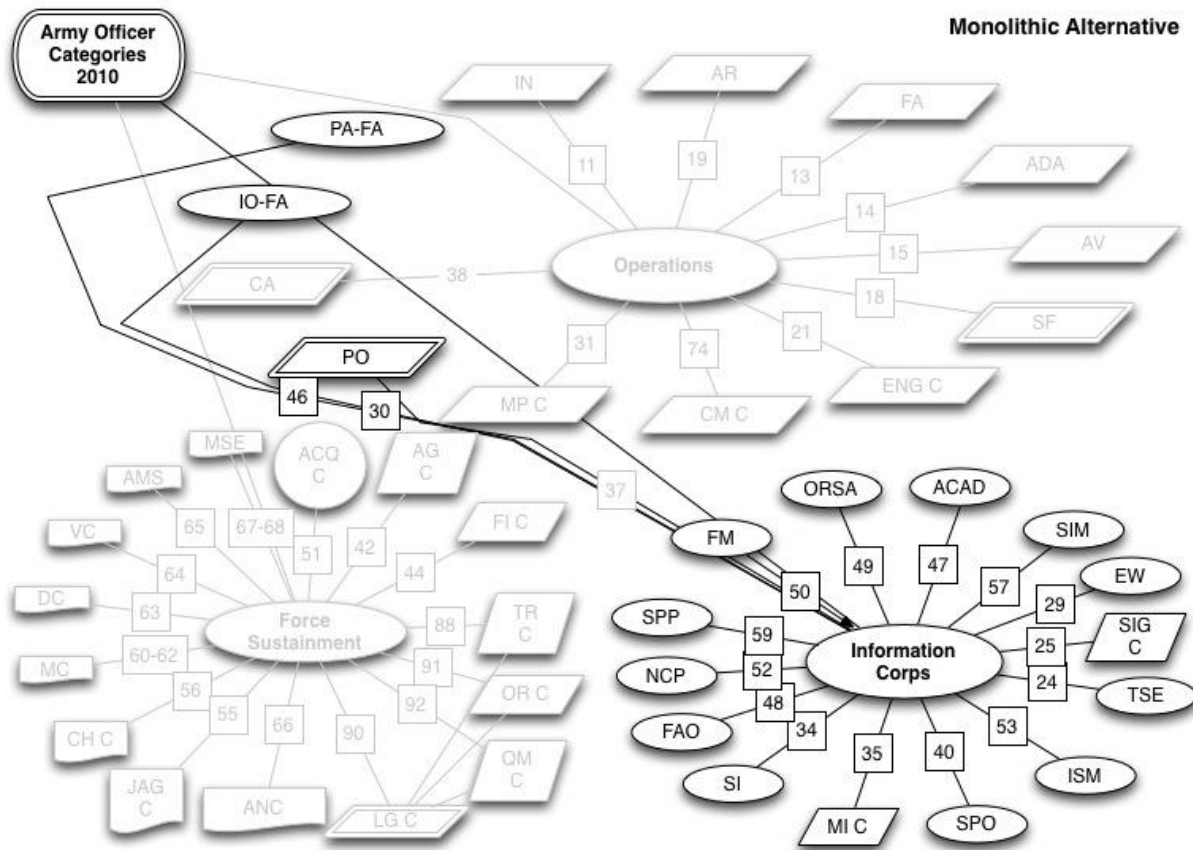 Army Officer
Categories
2010
Monolithic Alternative
IN
AR
FA
ADA
AV
SF
ENG C
CM C
MP C
CA
Operations
11
19
13
14
15
18
21
74
31
38
PA-FA
IO-FA
PO
46
30
37
MSE
AMS
VC
DC
MC
CH C
JAG
C
ANC
LG C
QM
C
OR C
TR
C
FI C
AG
C
ACQ
C
Force
Sustainment
67-68
65
64
63
60-62
56
55
66
90
92
91
88
44
42
51
FM
50
ORSA
49
ACAD
47
SIM
57
EW
29
SIG
C
25
TSE
24
ISM
53
SPO
40
MI C
35
SI
34
FAO
48
NCP
52
SPP
59
Information
Corps